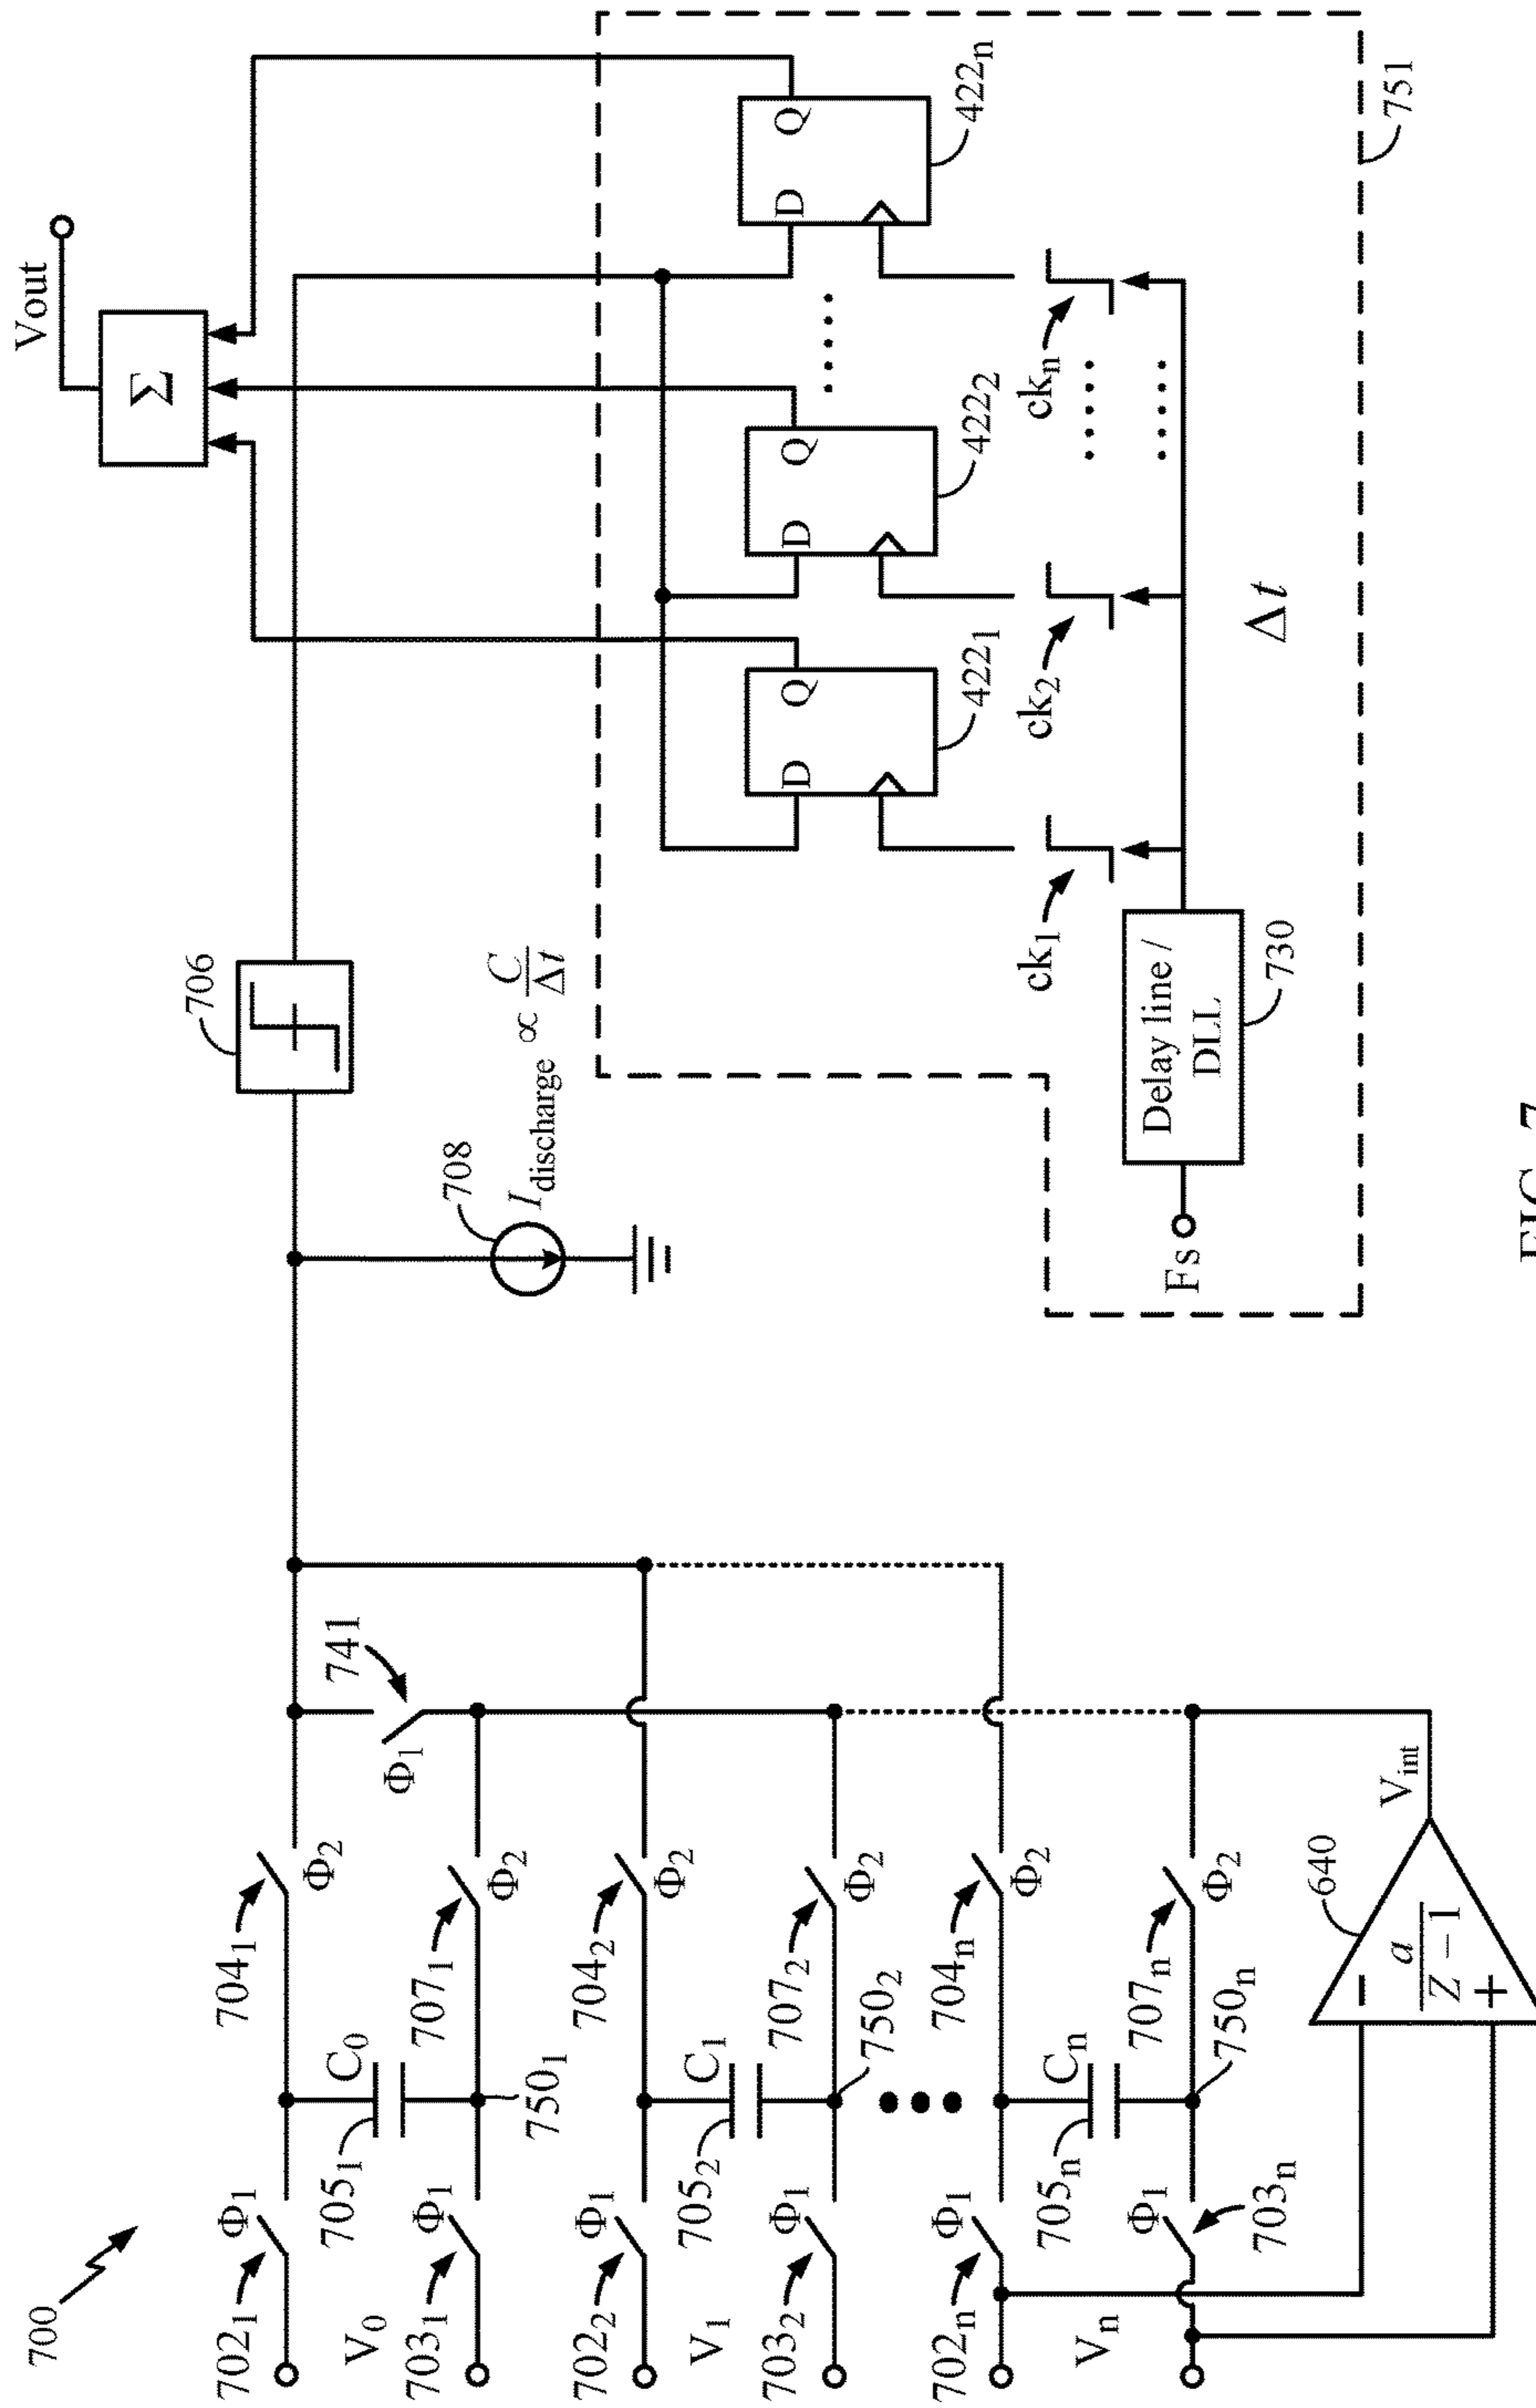 700
702₁
Φ₁
704₁
Φ₂
V₀
705₁
C₀
741
Φ₁
703₁
Φ₁
707₁
Φ₂
750₁
702₂
Φ₁
704₂
Φ₂
V₁
705₂
C₁
703₂
Φ₁
707₂
Φ₂
750₂
702ₙ
Φ₁
704ₙ
Φ₂
Vₙ
705ₙ
Cₙ
Φ₁
703ₙ
707ₙ
Φ₂
750ₙ
640
- a / (Z − 1) +
V_int
708
I_discharge ∝ C / Δt
706
Σ
Vout
D Q
422₁
D Q
422₂
.....
D Q
422ₙ
ck₁
ck₂
.....
ckₙ
.....
Fs
Delay line /
DLL
730
Δt
751